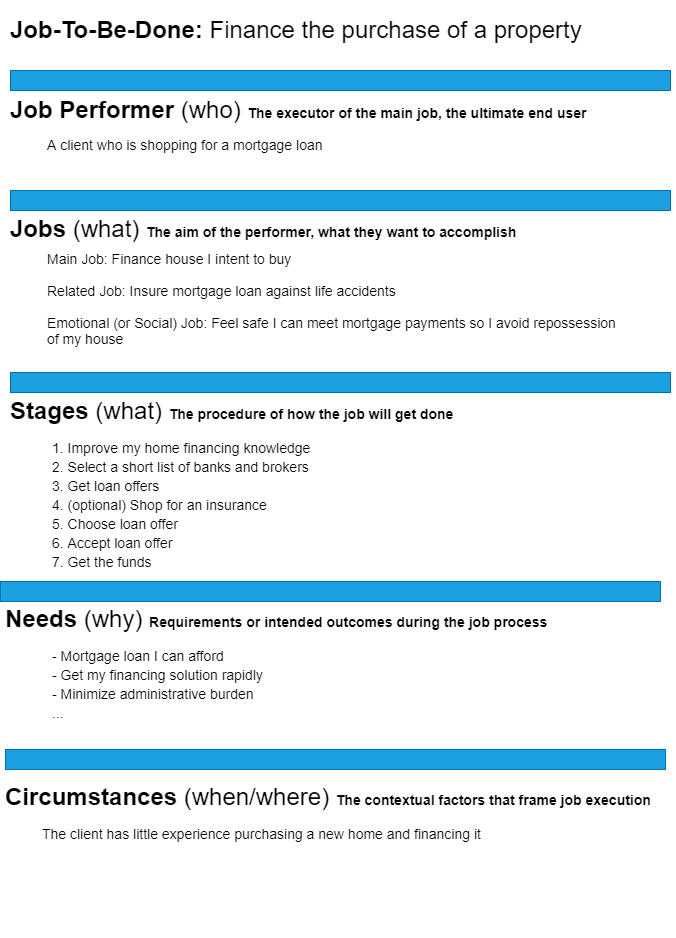 Job-To-Be-Done: Finance the purchase of a property
Job Performer (who) The executor of the main job, the ultimate end user
A client who is shopping for a mortgage loan
Jobs (what) The aim of the performer, what they want to accomplish
Main Job: Finance house I intent to buy
Related Job: Insure mortgage loan against life accidents
Emotional (or Social) Job: Feel safe I can meet mortgage payments so I avoid repossession
of my house
Stages (what) The procedure of how the job will get done
1. Improve my home financing knowledge
2. Select a short list of banks and brokers
3. Get loan offers
4. (optional) Shop for an insurance
5. Choose loan offer
6. Accept loan offer
7. Get the funds
Needs (why) Requirements or intended outcomes during the job process
- Mortgage loan I can afford
- Get my financing solution rapidly
- Minimize administrative burden
...
Circumstances (when/where) The contextual factors that frame job execution
The client has little experience purchasing a new home and financing it